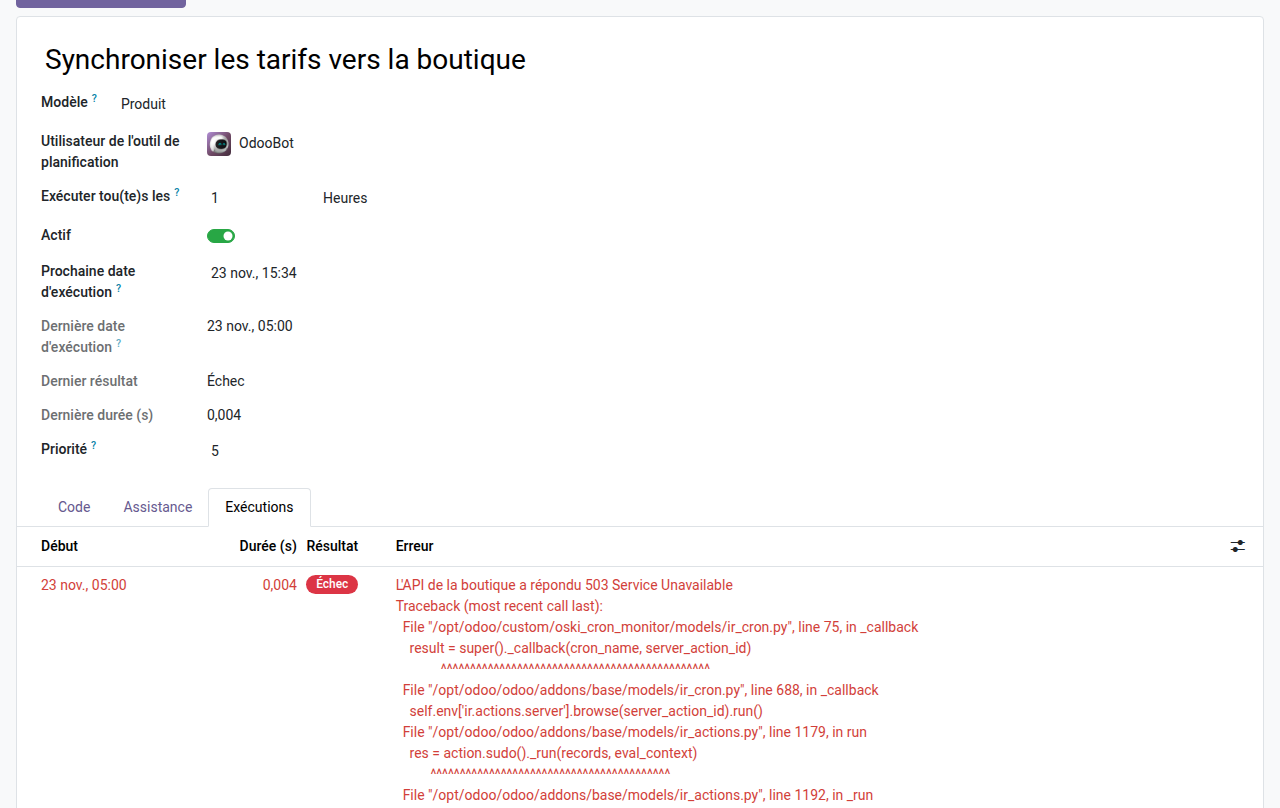 Synchroniser les tarifs vers la boutique
Modèle ? Produit
Utilisateur de l'outil de planification OdooBot
Exécuter tou(te)s les ? 1 Heures
Actif
Prochaine date d'exécution ? 23 nov., 15:34
Dernière date d'exécution ? 23 nov., 05:00
Dernier résultat Échec
Dernière durée (s) 0,004
Priorité ? 5
Code Assistance Exécutions
Début Durée (s) Résultat Erreur
23 nov., 05:00 0,004 Échec L'API de la boutique a répondu 503 Service Unavailable
Traceback (most recent call last):
File "/opt/odoo/custom/oski_cron_monitor/models/ir_cron.py", line 75, in _callback
result = super()._callback(cron_name, server_action_id)
^^^^^^^^^^^^^^^^^^^^^^^^^^^^^^^^^^^^^^^^^^^^^^
File "/opt/odoo/odoo/addons/base/models/ir_cron.py", line 688, in _callback
self.env['ir.actions.server'].browse(server_action_id).run()
File "/opt/odoo/odoo/addons/base/models/ir_actions.py", line 1179, in run
res = action.sudo()._run(records, eval_context)
^^^^^^^^^^^^^^^^^^^^^^^^^^^^^^^^^^^^^^^^^
File "/opt/odoo/odoo/addons/base/models/ir_actions.py", line 1192, in _run